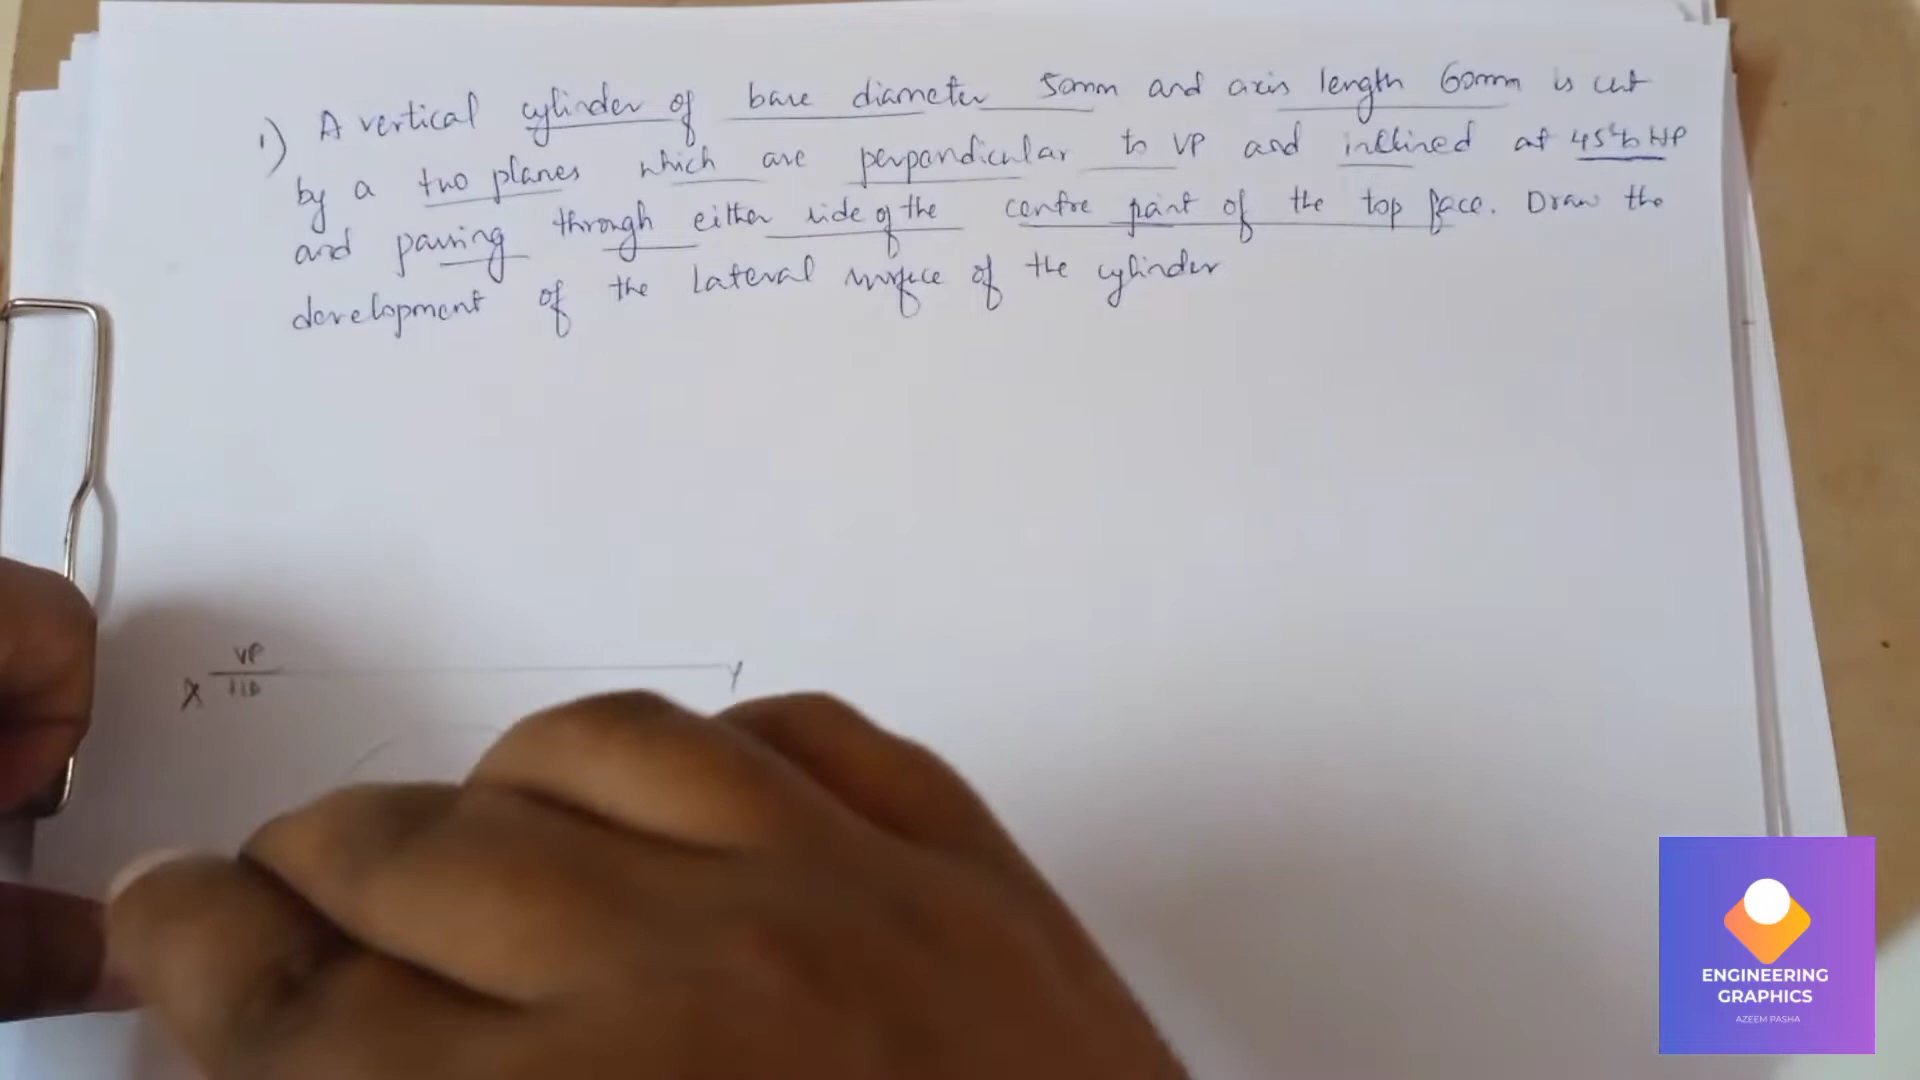 1) A vertical cylinder of base diameter 50mm and axis length 60mm is cut
by a two planes which are perpendicular to VP and inclined at 45° to HP
and passing through either side of the centre point of the top face. Draw the
development of the lateral surface of the cylinder
VP
X HP Y
ENGINEERING
GRAPHICS
AZEEM PASHA